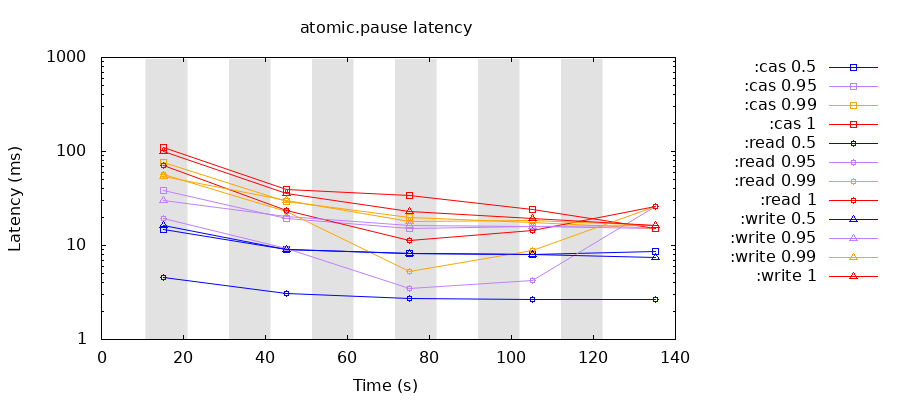 atomic.pause latency
Latency (ms)
1000
100
10
1
0 20 40 60 80 100 120 140
Time (s)
:cas 0.5
:cas 0.95
:cas 0.99
:cas 1
:read 0.5
:read 0.95
:read 0.99
:read 1
:write 0.5
:write 0.95
:write 0.99
:write 1